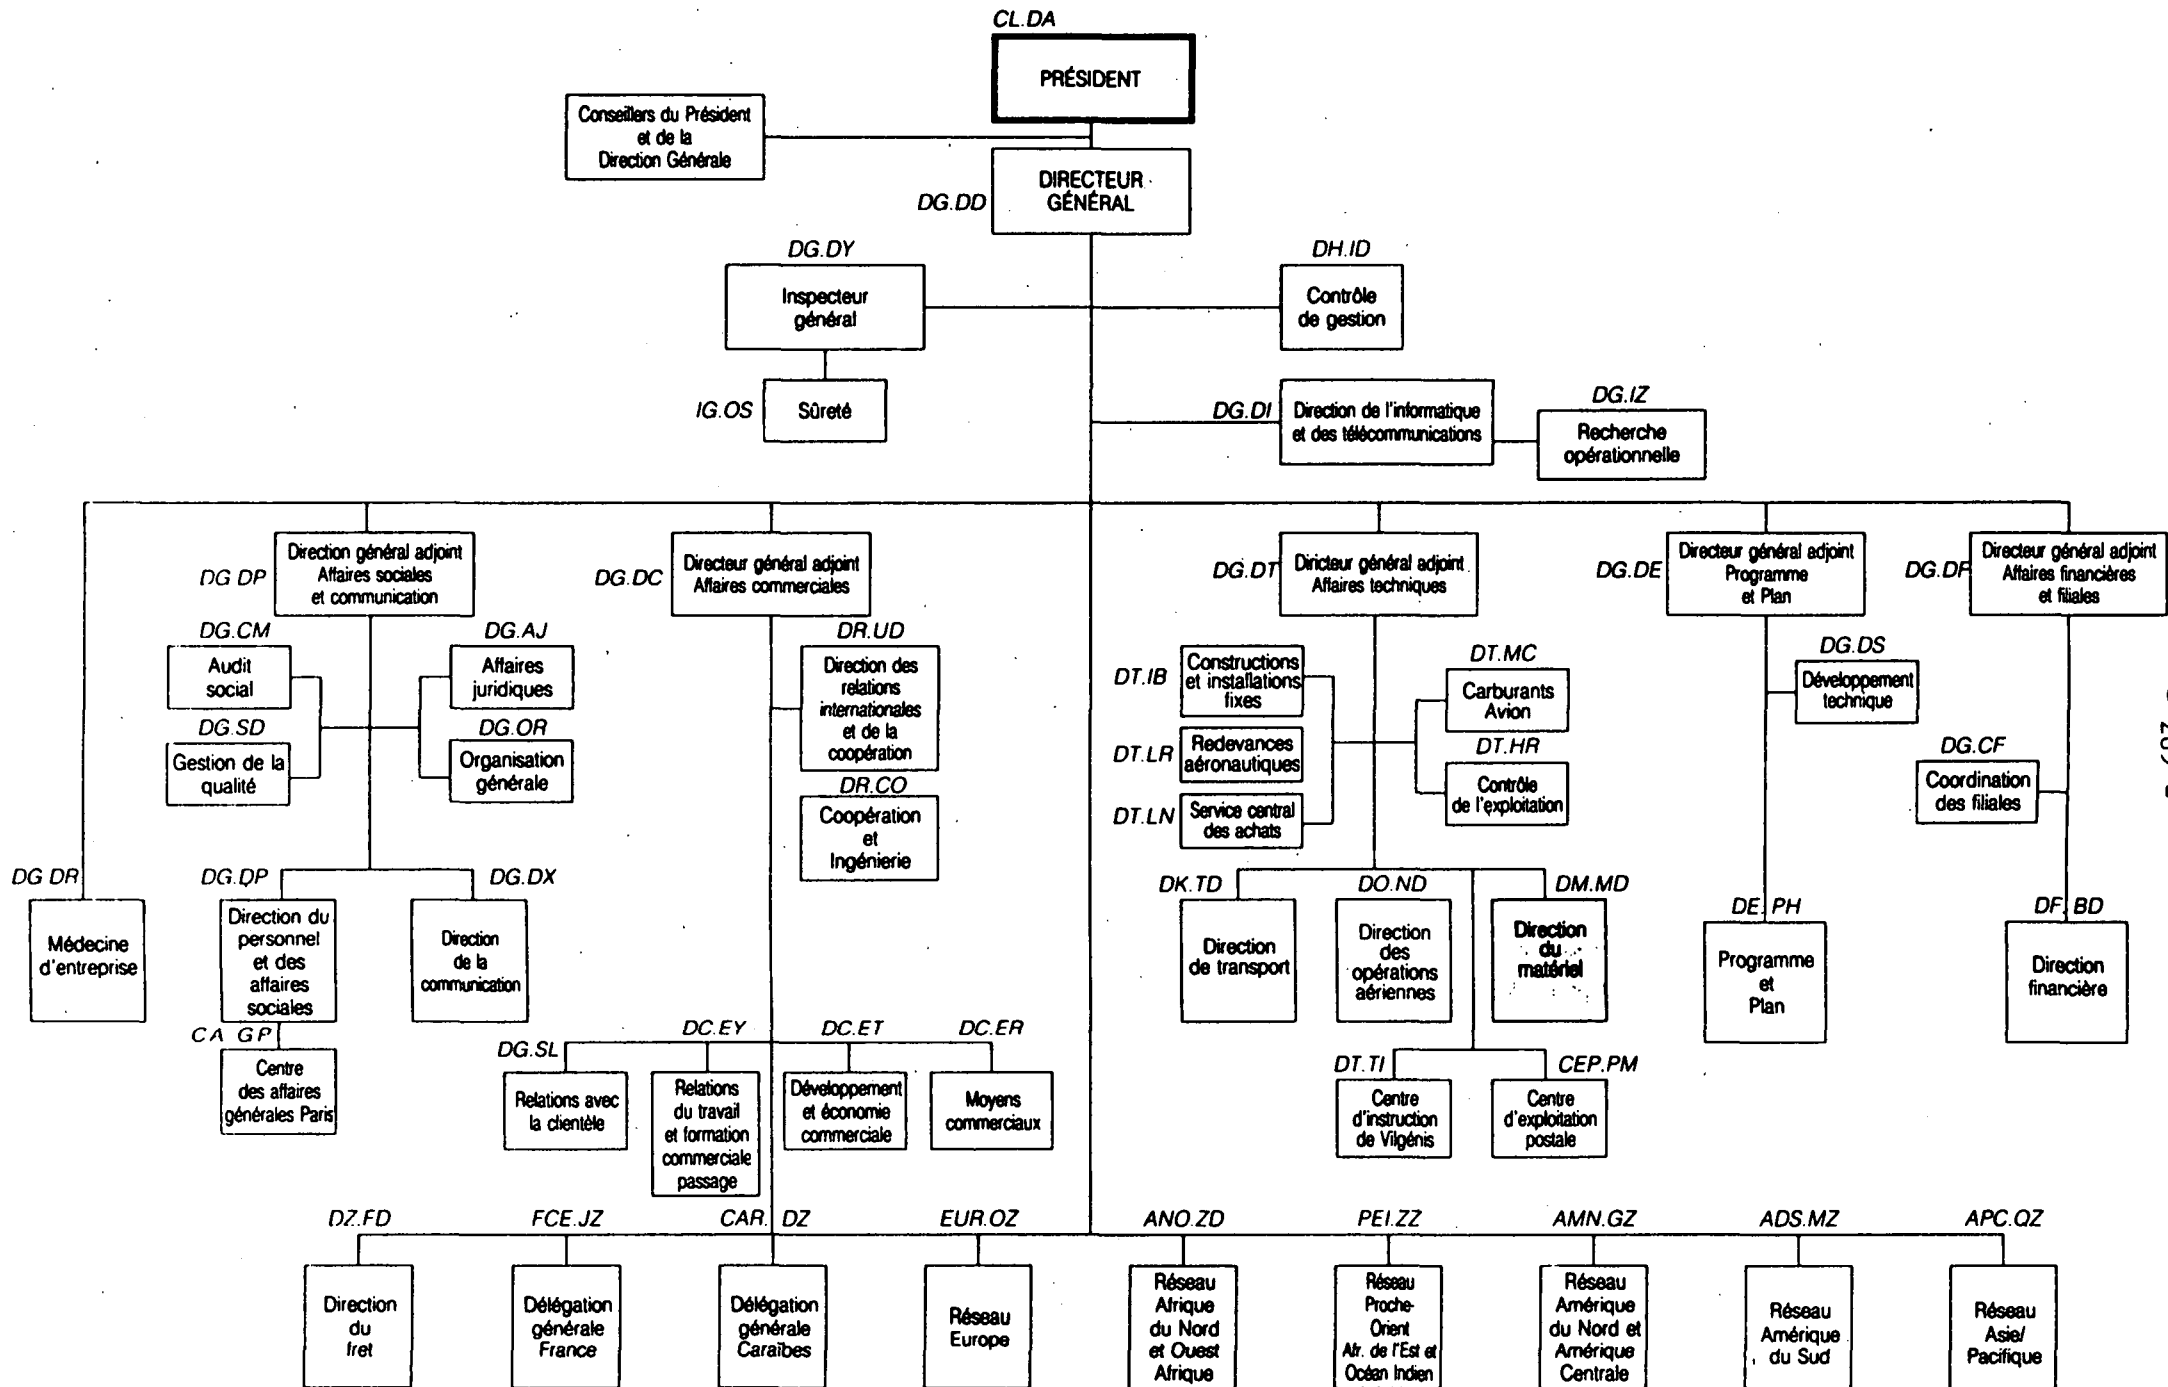 CL.DA
PRÉSIDENT
Conseillers du Président
et de la
Direction Générale
DIRECTEUR
GÉNÉRAL
DG.DD
DG.DY
Inspecteur
général
DH.ID
Contrôle
de gestion
IG.OS
Sûreté
DG.DI
Direction de l'informatique
et des télécommunications
DG.IZ
Recherche
opérationnelle
DG DP
Direction général adjoint
Affaires sociales
et communication
DG.DC
Directeur général adjoint
Affaires commerciales
DG.DT
Diricteur général adjoint
Affaires techniques
DG.DE
Directeur général adjoint
Programme
et Plan
DG.DF
Directeur général adjoint
Affaires financières
et filiales
DG.CM
Audit
social
DG.AJ
Affaires
juridiques
DG.SD
Gestion de la
qualité
DG.OR
Organisation
générale
DR.UD
Direction des
relations
internationales
et de la
coopération
DR.CO
Coopération
et
Ingénierie
DT.IB
Constructions
et installations
fixes
DT.LR
Redevances
aéronautiques
DT.LN
Service central
des achats
DT.MC
Carburants
Avion
DT.HR
Contrôle
de l'exploitation
DG.DS
Développement
technique
DG.CF
Coordination
des filiales
DG DR
Médecine
d'entreprise
DG.DP
Direction du
personnel
et des
affaires
sociales
DG.DX
Direction
de la
communication
CA GP
Centre
des affaires
générales Paris
DK.TD
Direction
de transport
DO.ND
Direction
des
opérations
aériennes
DM.MD
Direction
du
matériel
DE.PH
Programme
et
Plan
DF.BD
Direction
financière
DG.SL
Relations avec
la clientèle
DC.EY
Relations
du travail
et formation
commerciale
passage
DC.ET
Développement
et économie
commerciale
DC.ER
Moyens
commerciaux
DT.TI
Centre
d'instruction
de Vilgénis
CEP.PM
Centre
d'exploitation
postale
DZ.FD
Direction
du
fret
FCE.JZ
Délégation
générale
France
CAR. DZ
Délégation
générale
Caraïbes
EUR.OZ
Réseau
Europe
ANO.ZD
Réseau
Afrique
du Nord
et Ouest
Afrique
PEI.ZZ
Réseau
Proche-
Orient
Afr. de l'Est et
Océan Indien
AMN.GZ
Réseau
Amérique
du Nord et
Amérique
Centrale
ADS.MZ
Réseau
Amérique
du Sud
APC.QZ
Réseau
Asie/
Pacifique